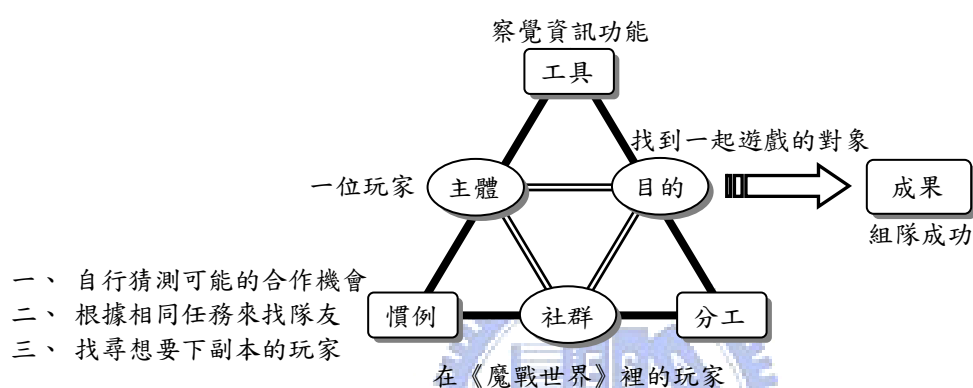 察覺資訊功能
工具
找到一起遊戲的對象
一位玩家
主體
目的
成果
組隊成功
一、 自行猜測可能的合作機會
二、 根據相同任務來找隊友
三、 找尋想要下副本的玩家
慣例
社群
分工
在《魔戰世界》裡的玩家